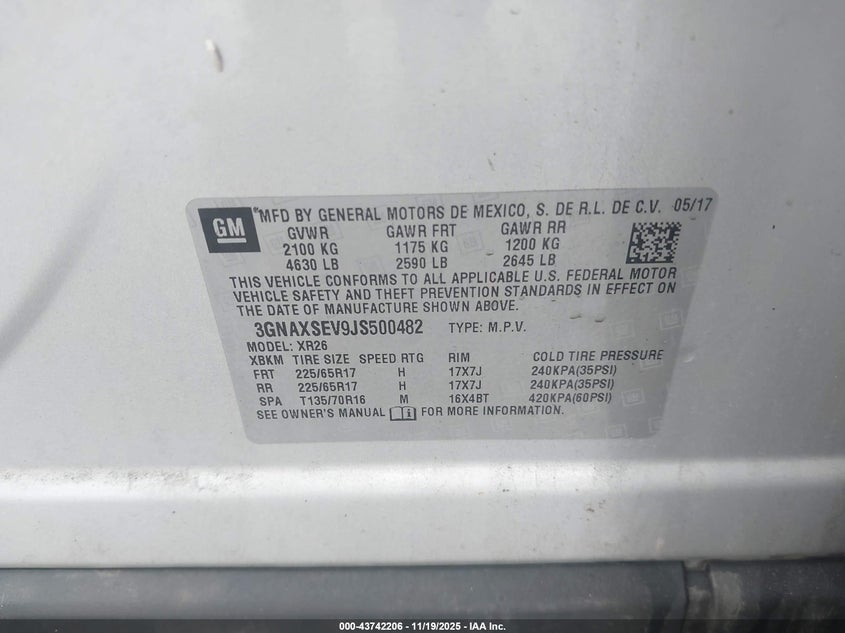 GM
MFD BY GENERAL MOTORS DE MEXICO, S. DE R.L. DE C.V. 05/17
GVWR GAWR FRT GAWR RR
2100 KG 1175 KG 1200 KG
4630 LB 2590 LB 2645 LB
THIS VEHICLE CONFORMS TO ALL APPLICABLE U.S. FEDERAL MOTOR
VEHICLE SAFETY AND THEFT PREVENTION STANDARDS IN EFFECT ON
THE DATE OF MANUFACTURE SHOWN ABOVE.
3GNAXSEV9JS500482 TYPE: M.P.V.
MODEL: XR26
XBKM TIRE SIZE SPEED RTG RIM COLD TIRE PRESSURE
FRT 225/65R17 H 17X7J 240KPA(35PSI)
RR 225/65R17 H 17X7J 240KPA(35PSI)
SPA T135/70R16 M 16X4BT 420KPA(60PSI)
SEE OWNER'S MANUAL FOR MORE INFORMATION.
000-43742206 - 11/19/2025 - IAA Inc.